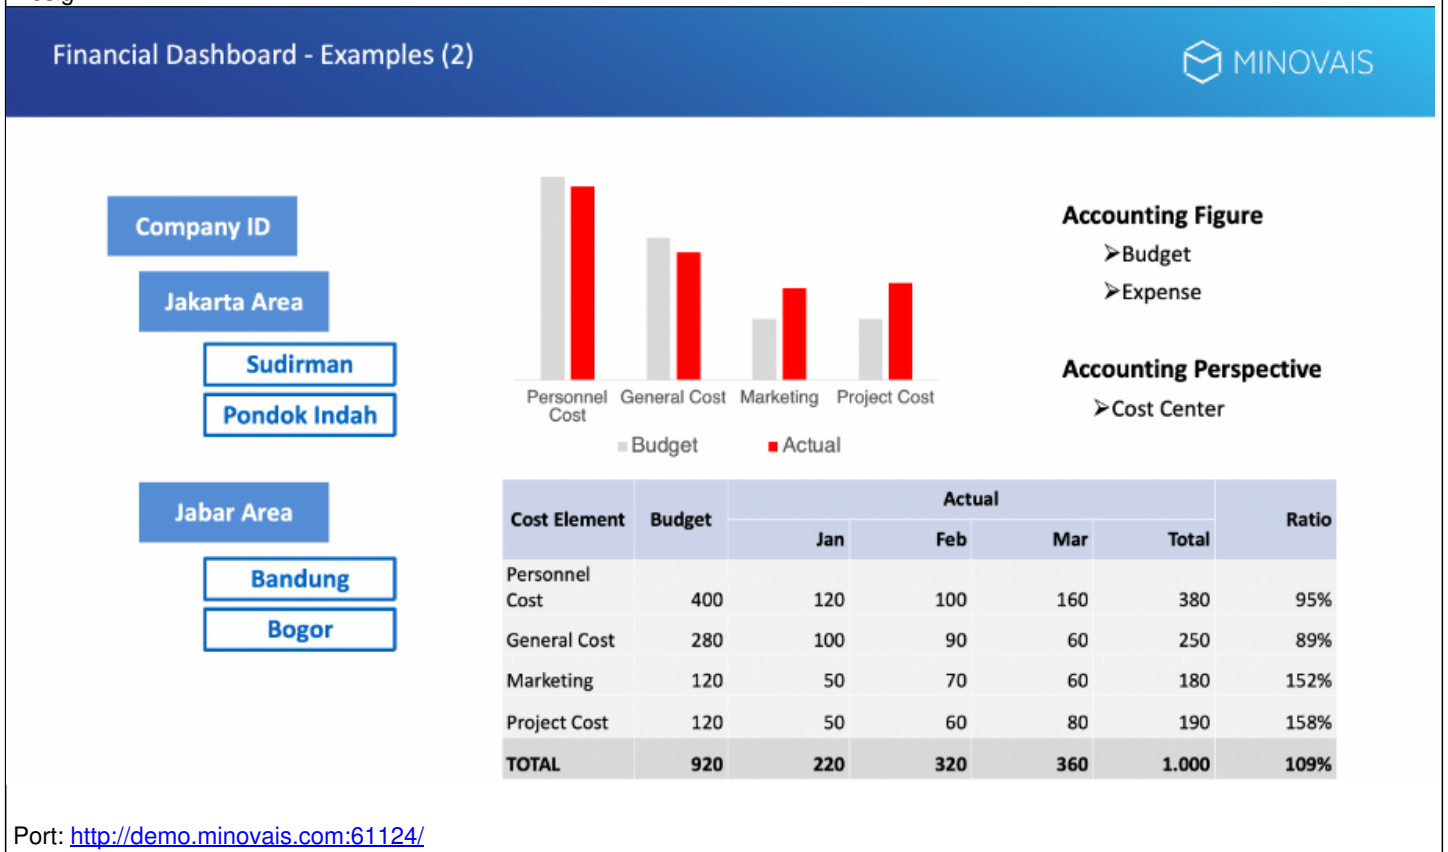 Financial Dashboard - Examples (2)
MINOVAIS
Company ID
Jakarta Area
Sudirman
Pondok Indah
Jabar Area
Bandung
Bogor
Personnel Cost
General Cost
Marketing
Project Cost
Budget
Actual
Accounting Figure
➢Budget
➢Expense
Accounting Perspective
➢Cost Center
Cost Element Budget Actual Ratio
Jan Feb Mar Total
Personnel
Cost 400 120 100 160 380 95%
General Cost 280 100 90 60 250 89%
Marketing 120 50 70 60 180 152%
Project Cost 120 50 60 80 190 158%
TOTAL 920 220 320 360 1.000 109%
Port: http://demo.minovais.com:61124/